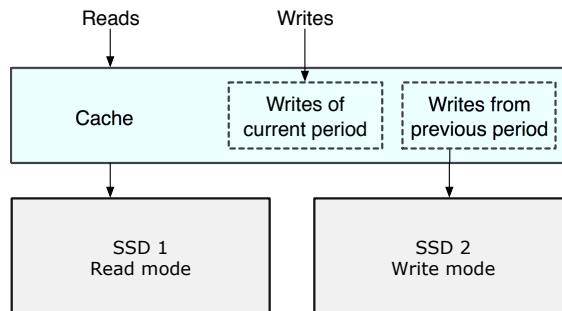 Reads
Writes
Cache
Writes of
current period
Writes from
previous period
SSD 1
Read mode
SSD 2
Write mode